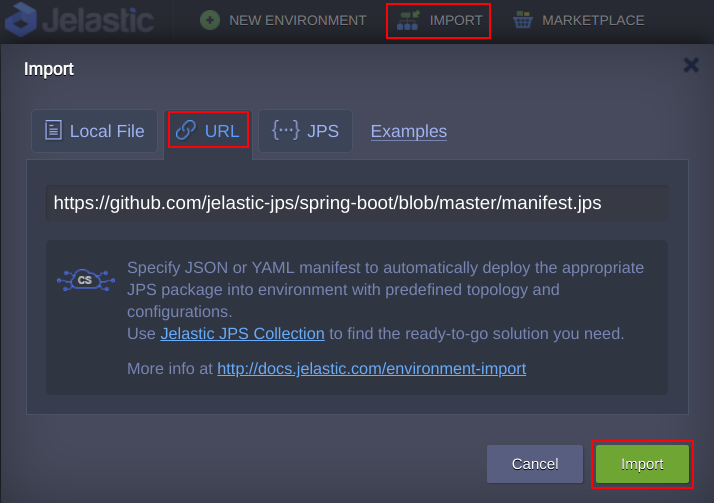 Jelastic NEW ENVIRONMENT IMPORT MARKETPLACE
Import
Local File URL {...} JPS Examples
https://github.com/jelastic-jps/spring-boot/blob/master/manifest.jps
CS
Specify JSON or YAML manifest to automatically deploy the appropriate
JPS package into environment with predefined topology and
configurations.
Use Jelastic JPS Collection to find the ready-to-go solution you need.
More info at http://docs.jelastic.com/environment-import
Cancel Import